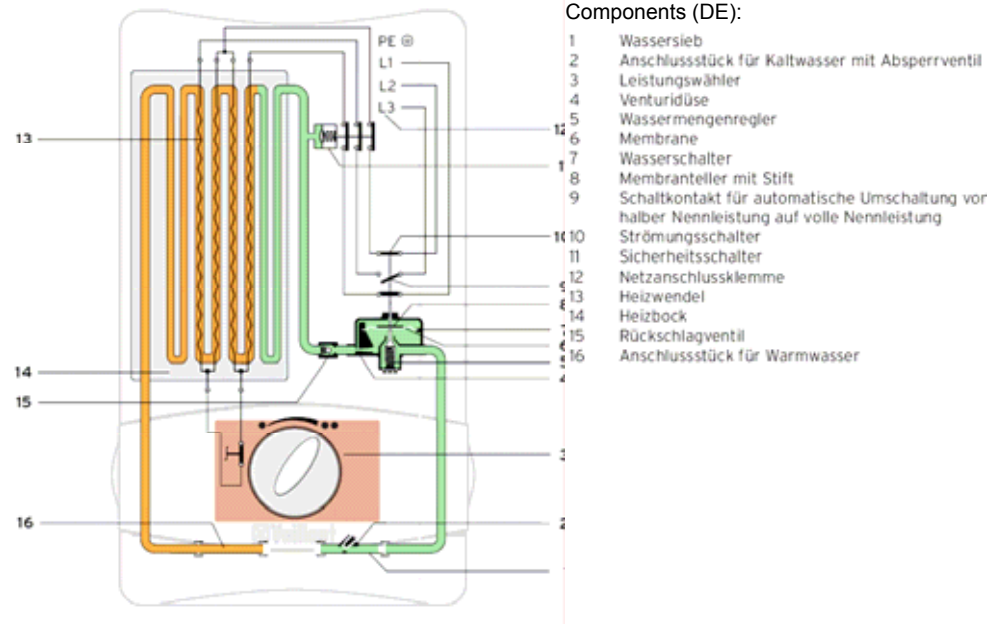 Components (DE):
1 Wassersieb
2 Anschlussstück für Kaltwasser mit Absperrventil
3 Leistungswähler
4 Venturidüse
5 Wassermengenregler
6 Membrane
7 Wasserschalter
8 Membranteller mit Stift
9 Schaltkontakt für automatische Umschaltung von
halber Nennleistung auf volle Nennleistung
10 Strömungsschalter
11 Sicherheitsschalter
12 Netzanschlussklemme
13 Heizwendel
14 Heizbock
15 Rückschlagventil
16 Anschlussstück für Warmwasser
PE
L1
L2
L3
13
14
15
16
12
10
9
Vaillant